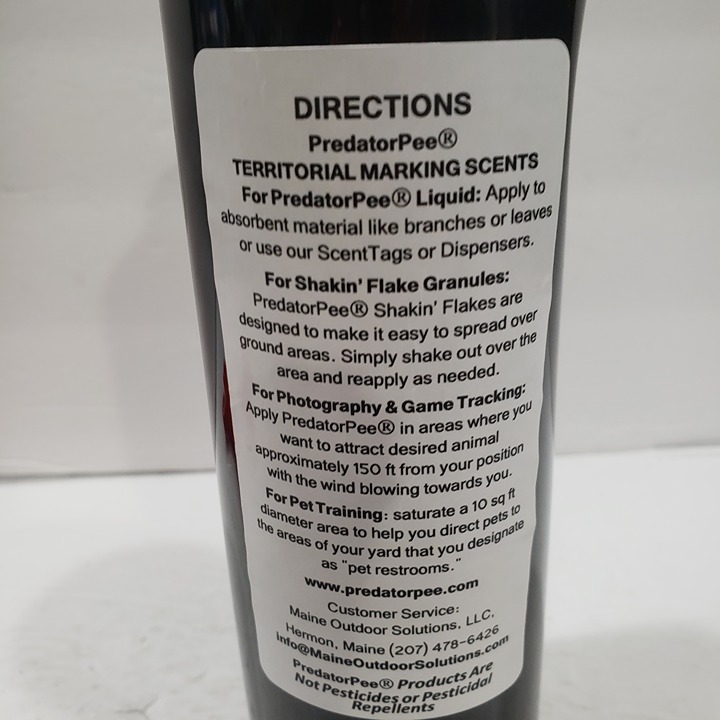 DIRECTIONS
PredatorPee®
TERRITORIAL MARKING SCENTS
For PredatorPee® Liquid: Apply to
absorbent material like branches or leaves
or use our ScentTags or Dispensers.
For Shakin' Flake Granules:
PredatorPee® Shakin' Flakes are
designed to make it easy to spread over
ground areas. Simply shake out over the
area and reapply as needed.
For Photography & Game Tracking:
Apply PredatorPee® in areas where you
want to attract desired animal
approximately 150 ft from your position
with the wind blowing towards you.
For Pet Training: saturate a 10 sq ft
diameter area to help you direct pets to
the areas of your yard that you designate
as "pet restrooms."
www.predatorpee.com
Customer Service:
Maine Outdoor Solutions, LLC,
Hermon, Maine (207) 478-6426
info@MaineOutdoorSolutions.com
PredatorPee® Products Are
Not Pesticides or Pesticidal
Repellents